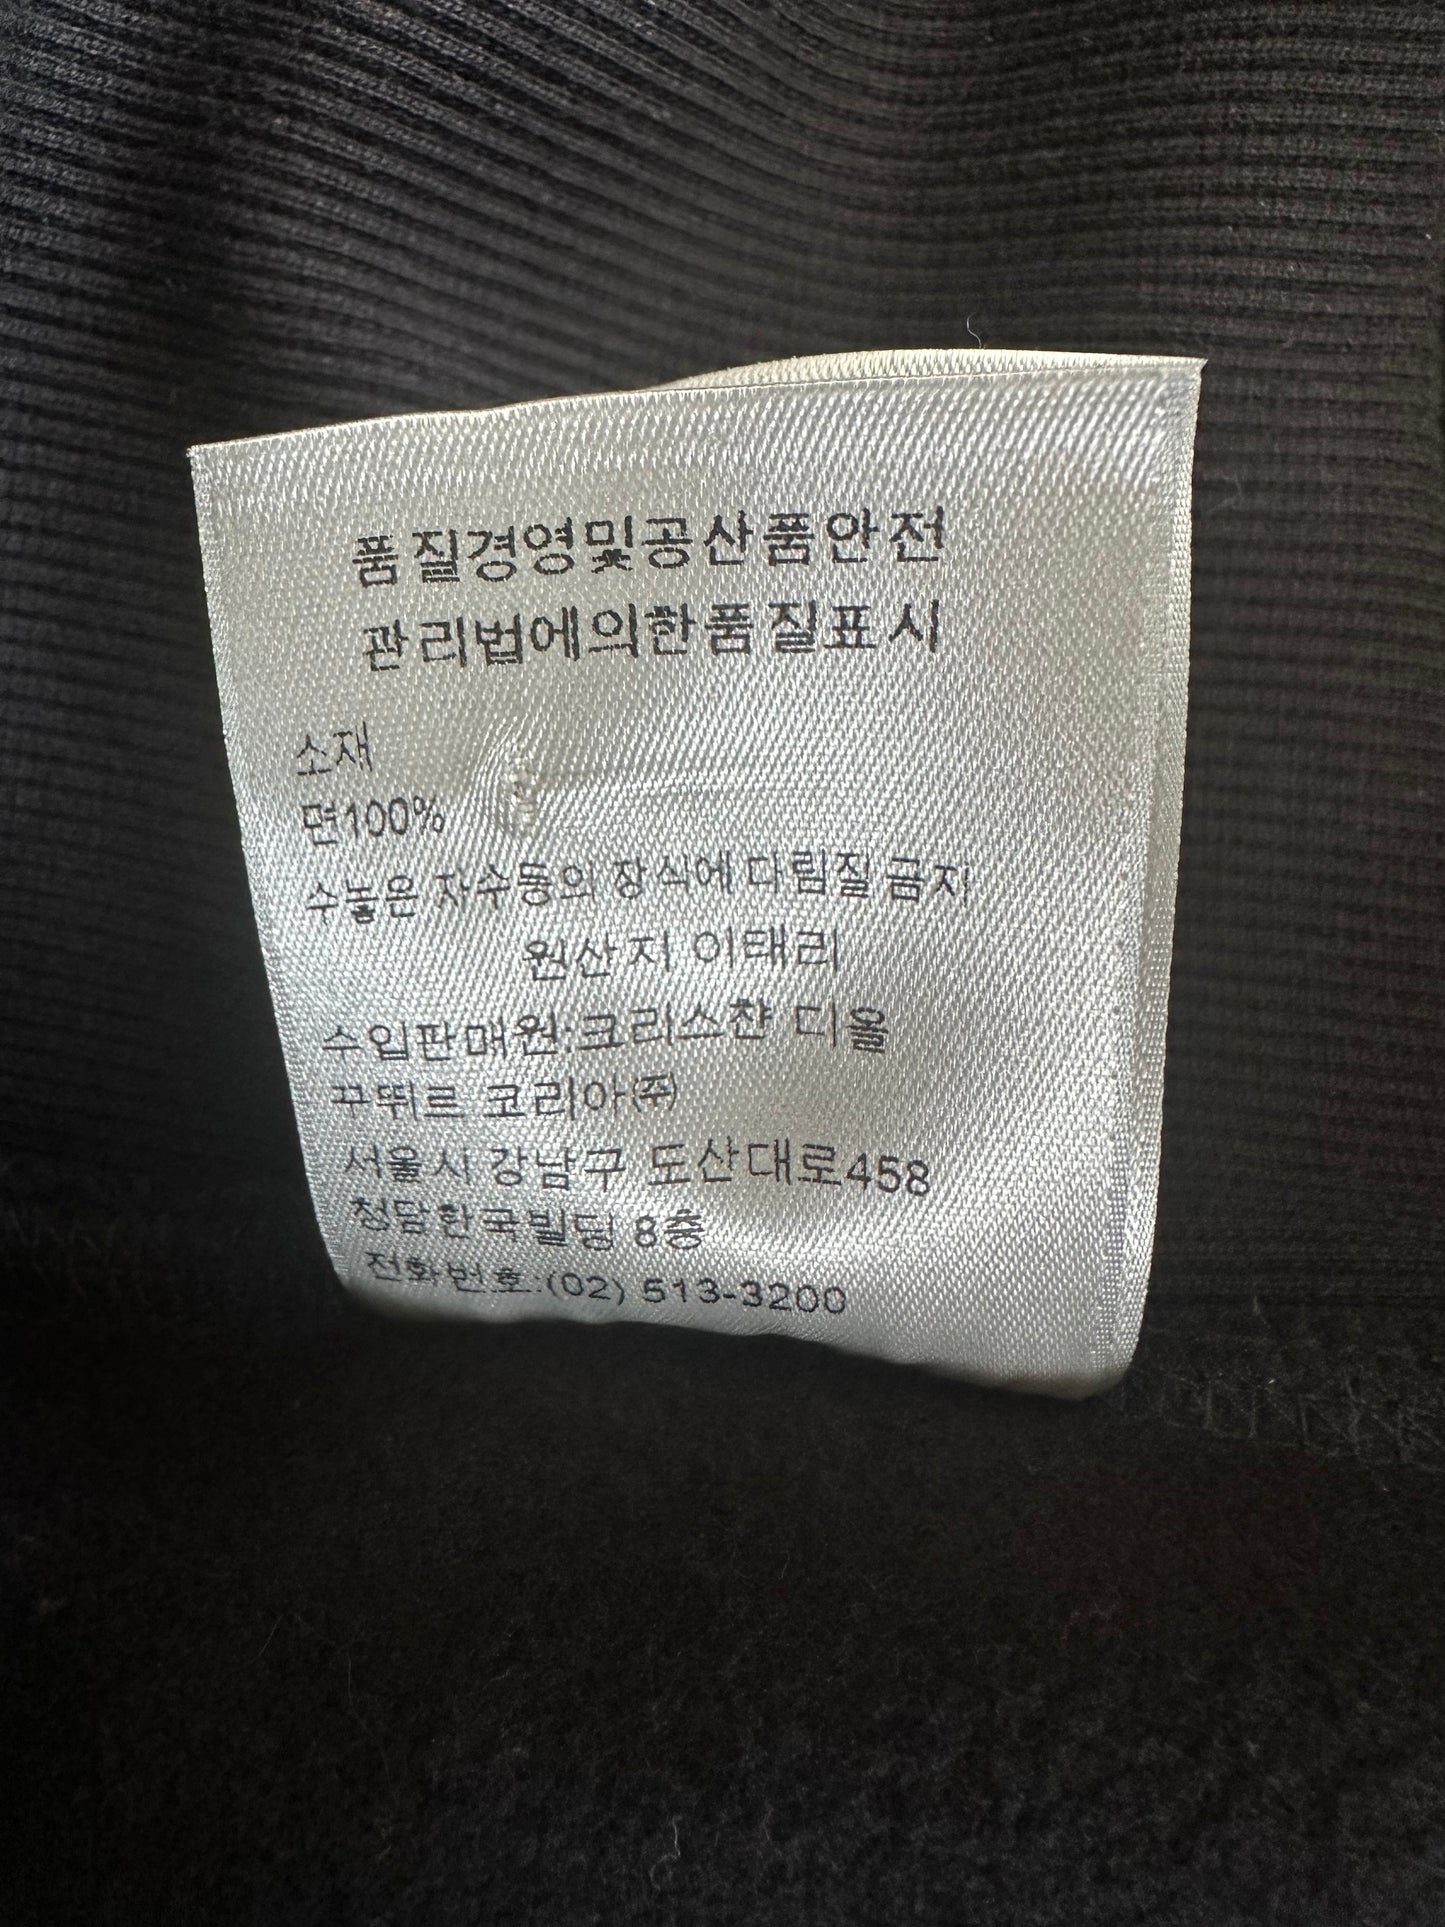 품질경영및공산품안전
관리법에의한품질표시
소재
면100%
수놓은 자수등의 장식에 다림질금지
원산지 이태리
수입판매원:크리스챤 디올
꾸뛰르 코리아㈜
서울시 강남구 도산대로458
청담한국빌딩 8층
전화번호:(02) 513-3200